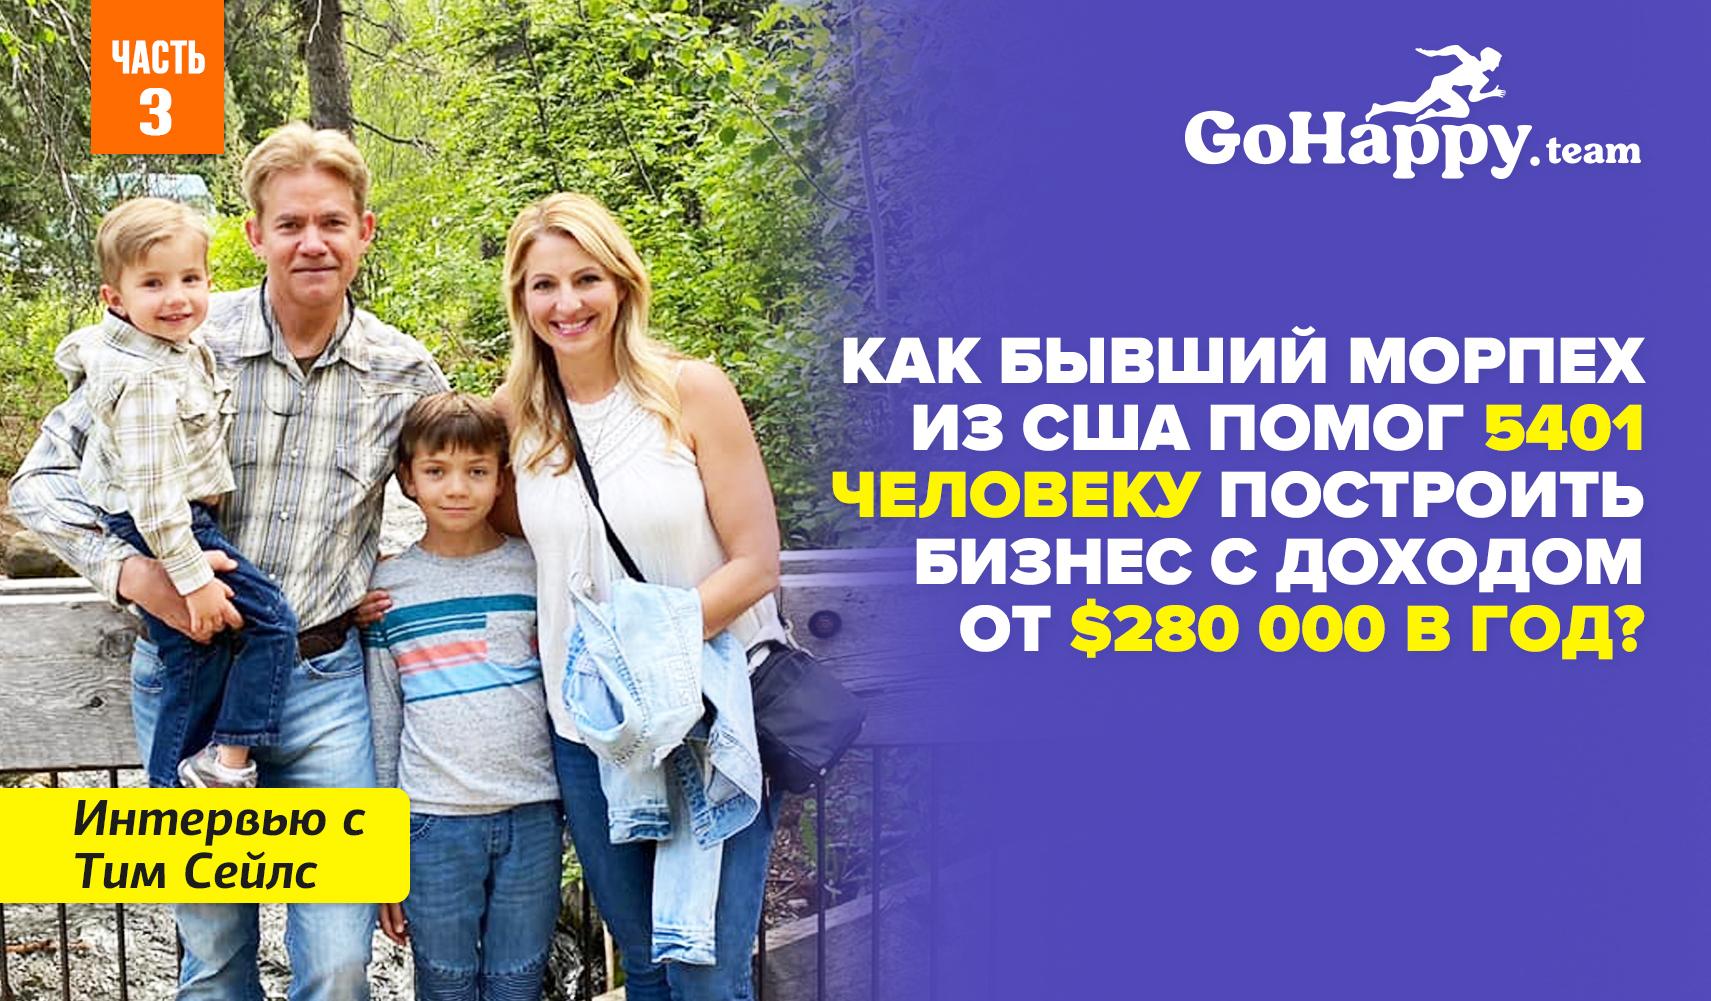 ЧАСТЬ
3
GoHappy.team
КАК БЫВШИЙ МОРПЕХ
ИЗ США ПОМОГ 5401
ЧЕЛОВЕКУ ПОСТРОИТЬ
БИЗНЕС С ДОХОДОМ
ОТ $280 000 В ГОД?
Интервью с
Тим Сейлс